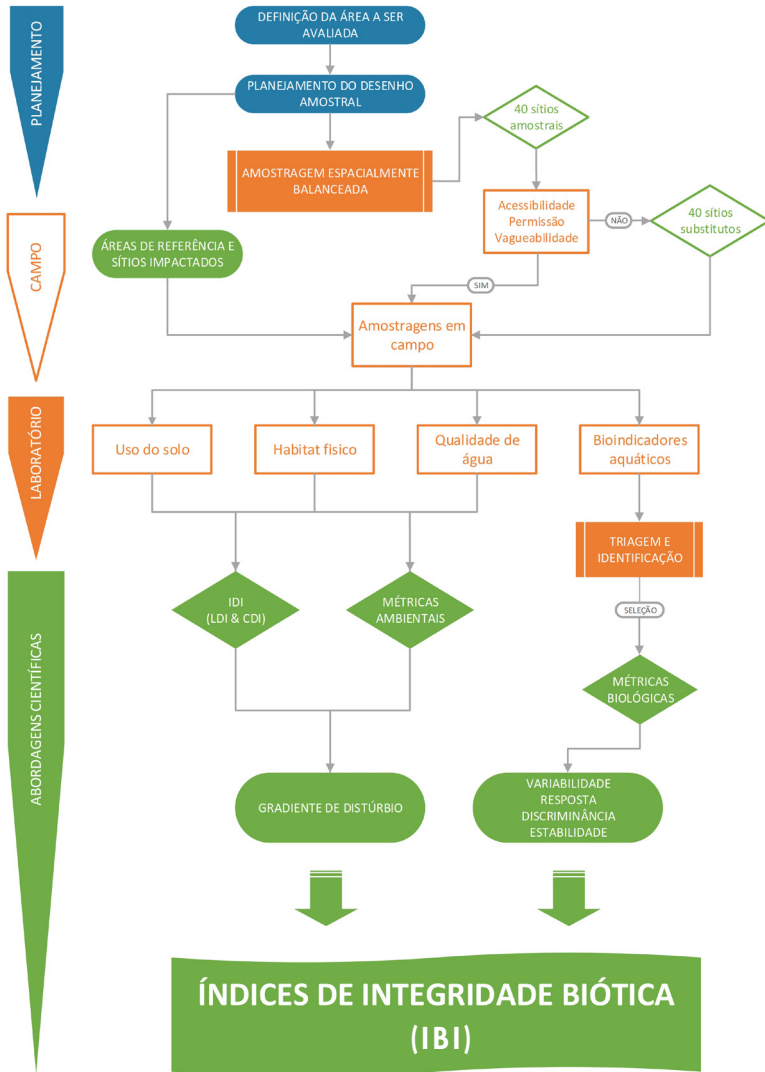 PLANEJAMENTO
DEFINIÇÃO DA ÁREA A SER
AVALIADA
PLANEJAMENTO DO DESENHO
AMOSTRAL
40 sítios
amostrais
AMOSTRAGEM ESPACIALMENTE
BALANCEADA
CAMPO
Acessibilidade
Permissão
Vagueabilidade
NÃO
40 sítios
substitutos
ÁREAS DE REFERÊNCIA E
SÍTIOS IMPACTADOS
SIM
Amostragens em
campo
LABORATÓRIO
Uso do solo
Habitat fisico
Qualidade de
água
Bioindicadores
aquáticos
TRIAGEM E
IDENTIFICAÇÃO
ABORDAGENS CIENTÍFICAS
IDI
(LDI & CDI)
MÉTRICAS
AMBIENTAIS
SELEÇÃO
MÉTRICAS
BIOLÓGICAS
GRADIENTE DE DISTÚRBIO
VARIABILIDADE
RESPOSTA
DISCRIMINÂNCIA
ESTABILIDADE
ÍNDICES DE INTEGRIDADE BIÓTICA
(IBI)